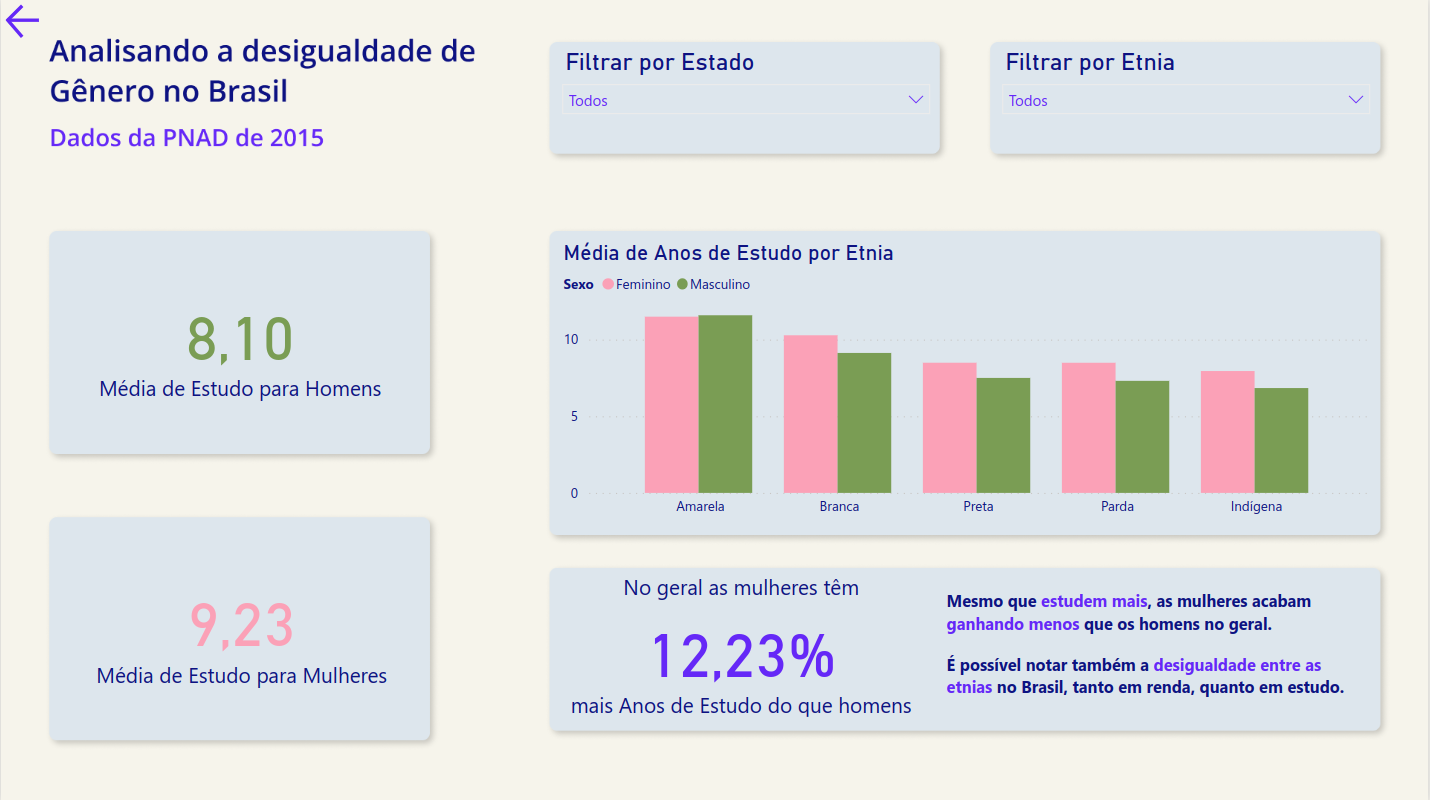 Analisando a desigualdade de
Gênero no Brasil
Dados da PNAD de 2015
Filtrar por Estado
Todos
Filtrar por Etnia
Todos
8,10
Média de Estudo para Homens
9,23
Média de Estudo para Mulheres
Média de Anos de Estudo por Etnia
Sexo Feminino Masculino
10
5
0
Amarela Branca Preta Parda Indígena
No geral as mulheres têm
12,23%
mais Anos de Estudo do que homens
Mesmo que estudem mais, as mulheres acabam
ganhando menos que os homens no geral.
É possível notar também a desigualdade entre as
etnias no Brasil, tanto em renda, quanto em estudo.